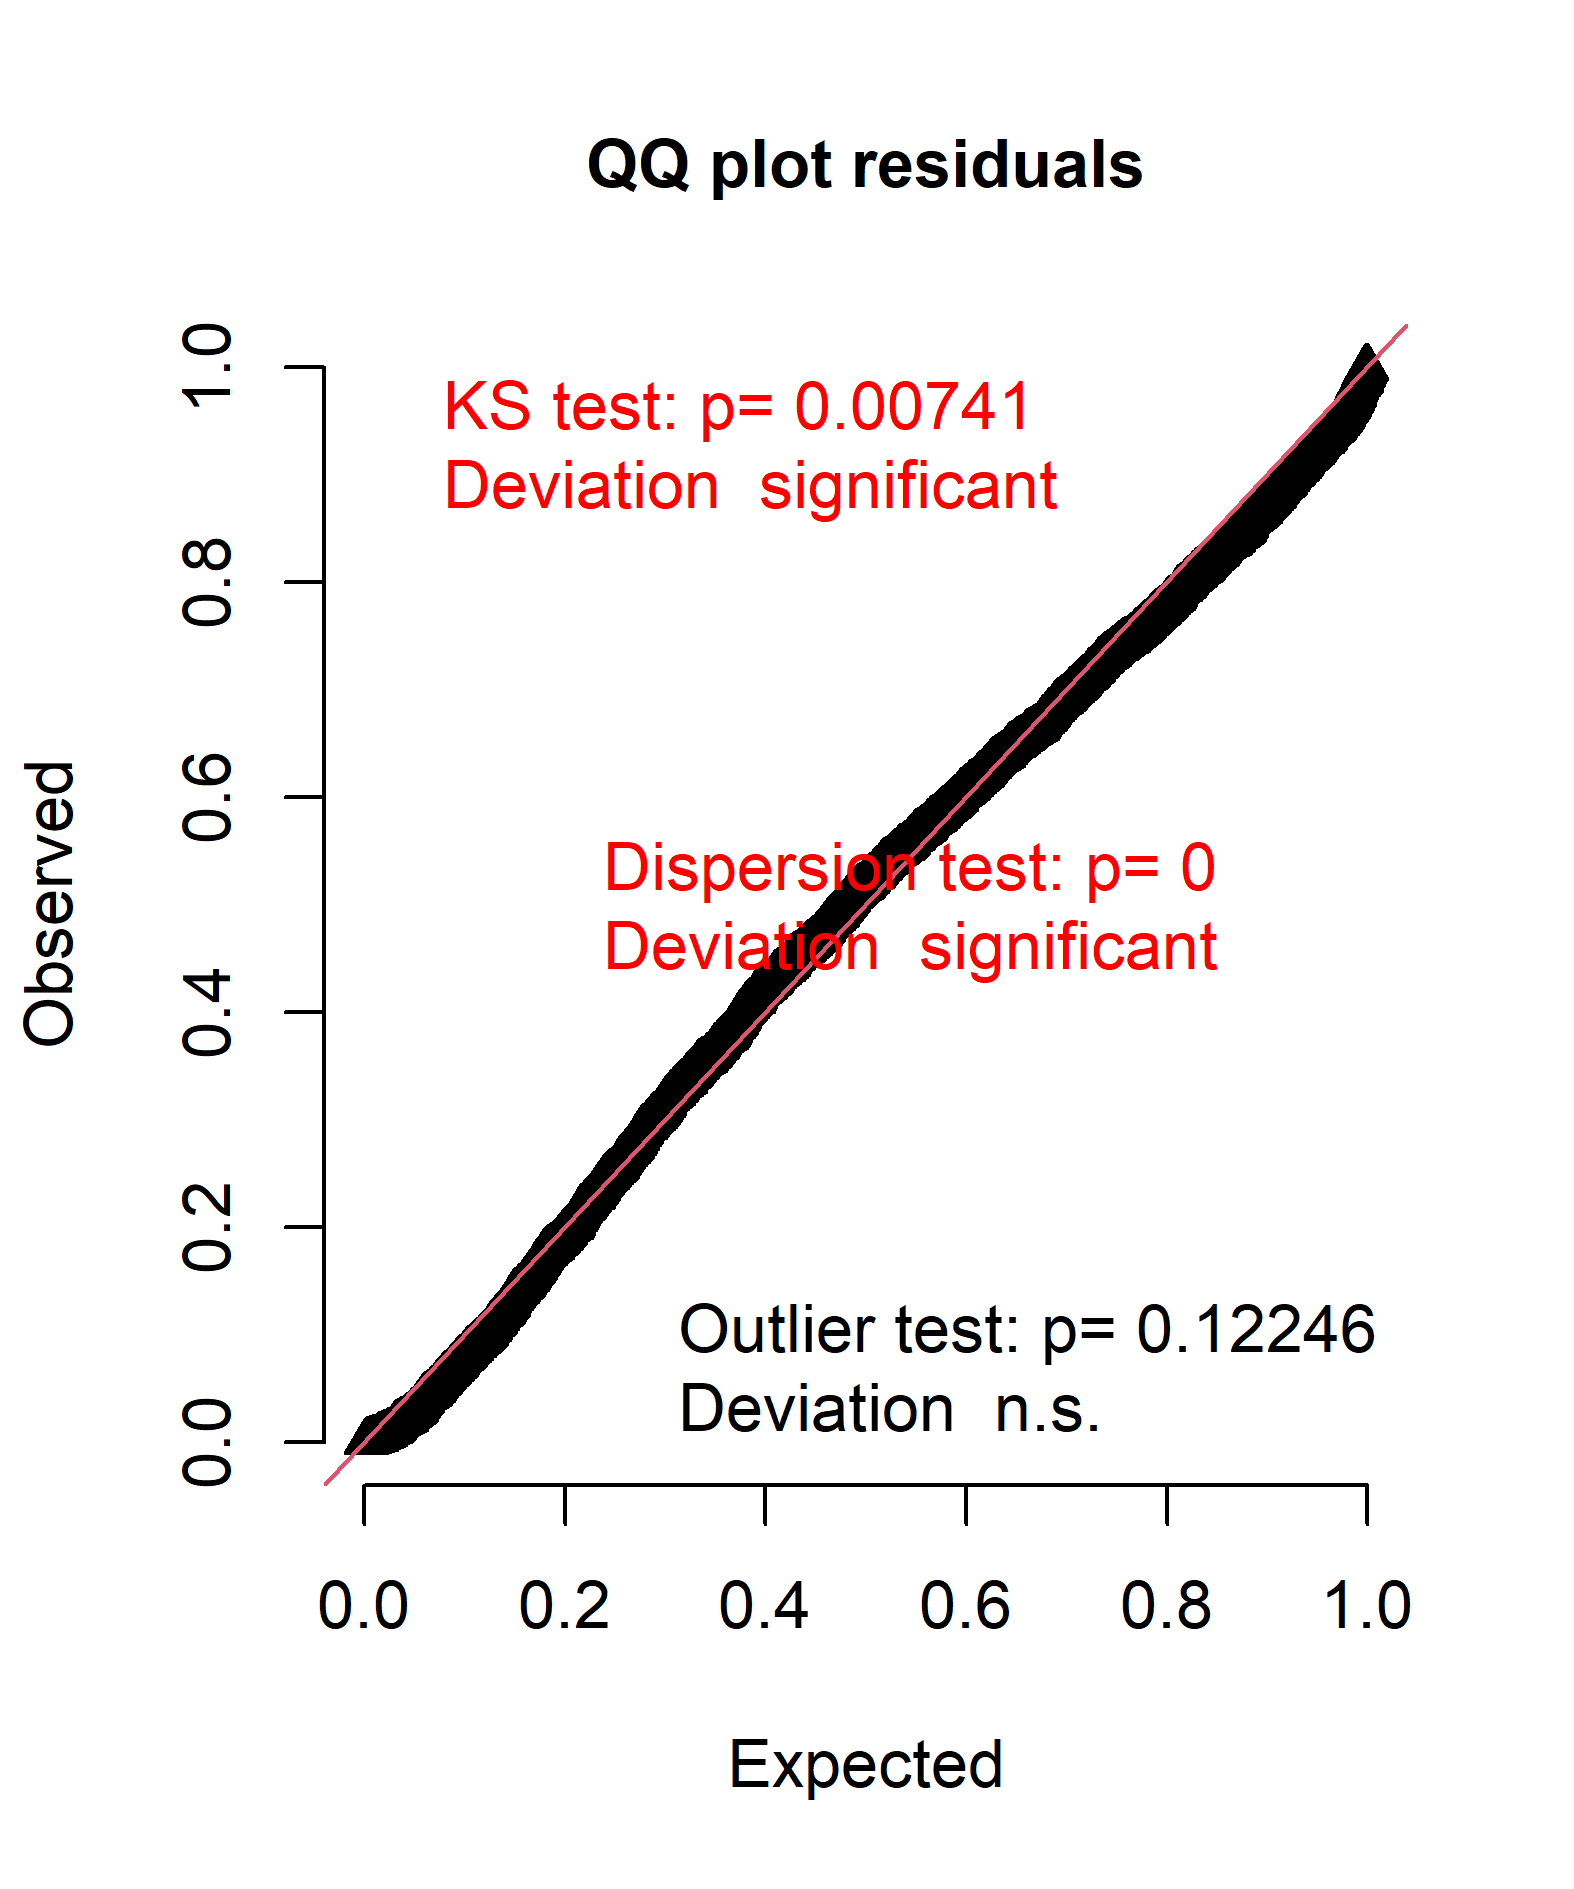 QQ plot residuals
KS test: p= 0.00741
Deviation  significant
Dispersion test: p= 0
Deviation  significant
Outlier test: p= 0.12246
Deviation  n.s.
Observed
1.0
0.8
0.6
0.4
0.2
0.0
0.0 0.2 0.4 0.6 0.8 1.0
Expected